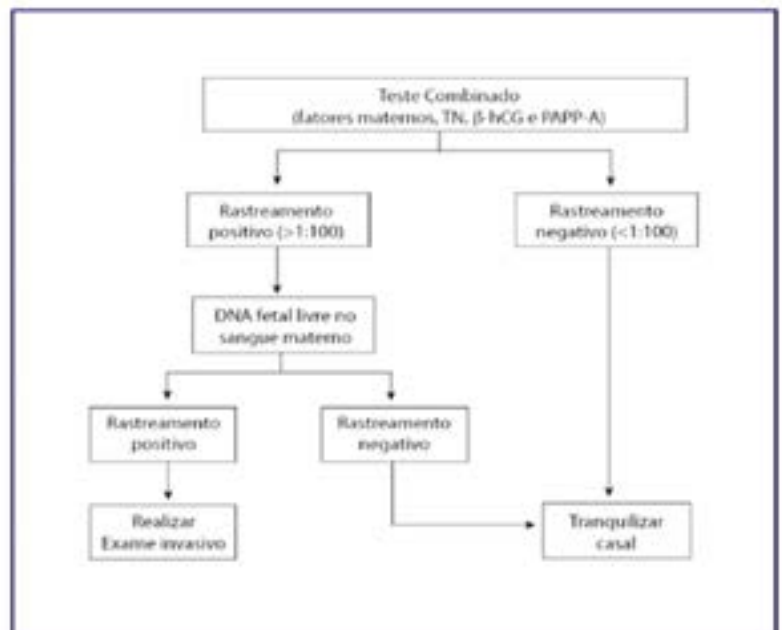 Teste Combinado
(fatores maternos, TN, β-hCG e PAPP-A)
Rastreamento
positivo (>1:100)
Rastreamento
negativo (<1:100)
DNA fetal livre no
sangue materno
Rastreamento
positivo
Rastreamento
negativo
Realizar
Exame invasivo
Tranquilizar
casal